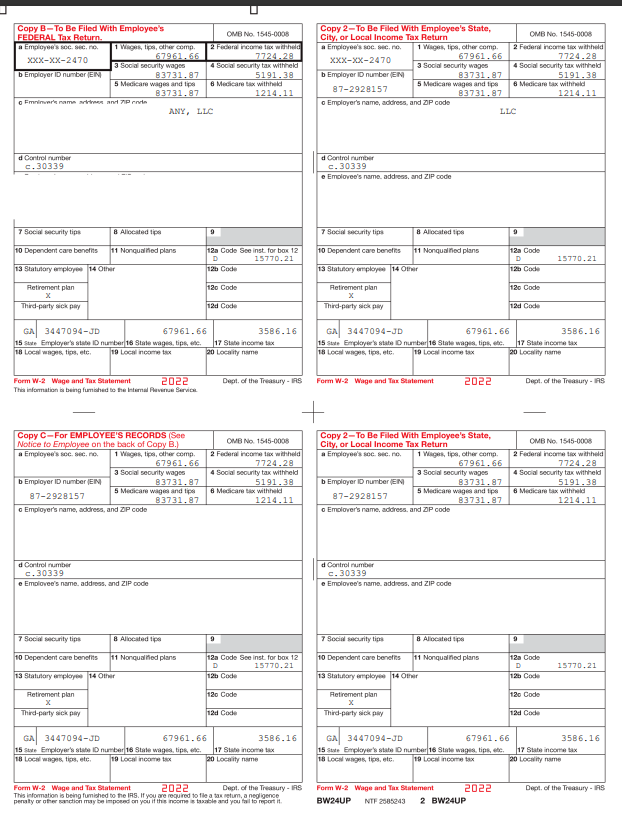 Copy B—To Be Filed With Employee's
FEDERAL Tax Return.
OMB No. 1545-0008
a Employee's soc. sec. no.
XXX-XX-2470
1 Wages, tips, other comp.
67961.66
2 Federal income tax withheld
7724.28
3 Social security wages
83731.87
4 Social security tax withheld
5191.38
b Employer ID number (EIN)
5 Medicare wages and tips
83731.87
6 Medicare tax withheld
1214.11
c Employer's name, address, and ZIP code
ANY, LLC
d Control number
c.30339
7 Social security tips
8 Allocated tips
9
10 Dependent care benefits
11 Nonqualified plans
12a Code See inst. for box 12
D 15770.21
13 Statutory employee
14 Other
12b Code
Retirement plan
X
12c Code
Third-party sick pay
12d Code
GA 3447094-JD
67961.66
3586.16
15 State Employer's state ID number
16 State wages, tips, etc.
17 State income tax
18 Local wages, tips, etc.
19 Local income tax
20 Locality name
Form W-2 Wage and Tax Statement
2022
Dept. of the Treasury - IRS
This information is being furnished to the Internal Revenue Service.
Copy 2—To Be Filed With Employee's State,
City, or Local Income Tax Return
OMB No. 1545-0008
a Employee's soc. sec. no.
XXX-XX-2470
1 Wages, tips, other comp.
67961.66
2 Federal income tax withheld
7724.28
3 Social security wages
83731.87
4 Social security tax withheld
5191.38
b Employer ID number (EIN)
87-2928157
5 Medicare wages and tips
83731.87
6 Medicare tax withheld
1214.11
c Employer's name, address, and ZIP code
LLC
d Control number
c.30339
e Employee's name, address, and ZIP code
7 Social security tips
8 Allocated tips
9
10 Dependent care benefits
11 Nonqualified plans
12a Code
D 15770.21
13 Statutory employee
14 Other
12b Code
Retirement plan
X
12c Code
Third-party sick pay
12d Code
GA 3447094-JD
67961.66
3586.16
15 State Employer's state ID number
16 State wages, tips, etc.
17 State income tax
18 Local wages, tips, etc.
19 Local income tax
20 Locality name
Form W-2 Wage and Tax Statement
2022
Dept. of the Treasury - IRS
Copy C—For EMPLOYEE'S RECORDS (See
Notice to Employee on the back of Copy B.)
OMB No. 1545-0008
a Employee's soc. sec. no.
1 Wages, tips, other comp.
67961.66
2 Federal income tax withheld
7724.28
3 Social security wages
83731.87
4 Social security tax withheld
5191.38
b Employer ID number (EIN)
87-2928157
5 Medicare wages and tips
83731.87
6 Medicare tax withheld
1214.11
c Employer's name, address, and ZIP code
d Control number
c.30339
e Employee's name, address, and ZIP code
7 Social security tips
8 Allocated tips
9
10 Dependent care benefits
11 Nonqualified plans
12a Code See inst. for box 12
D 15770.21
13 Statutory employee
14 Other
12b Code
Retirement plan
X
12c Code
Third-party sick pay
12d Code
GA 3447094-JD
67961.66
3586.16
15 State Employer's state ID number
16 State wages, tips, etc.
17 State income tax
18 Local wages, tips, etc.
19 Local income tax
20 Locality name
Form W-2 Wage and Tax Statement
2022
Dept. of the Treasury - IRS
This information is being furnished to the IRS. If you are required to file a tax return, a negligence
penalty or other sanction may be imposed on you if this income is taxable and you fail to report it.
Copy 2—To Be Filed With Employee's State,
City, or Local Income Tax Return
OMB No. 1545-0008
a Employee's soc. sec. no.
1 Wages, tips, other comp.
67961.66
2 Federal income tax withheld
7724.28
3 Social security wages
83731.87
4 Social security tax withheld
5191.38
b Employer ID number (EIN)
87-2928157
5 Medicare wages and tips
83731.87
6 Medicare tax withheld
1214.11
c Employer's name, address, and ZIP code
d Control number
c.30339
e Employee's name, address, and ZIP code
7 Social security tips
8 Allocated tips
9
10 Dependent care benefits
11 Nonqualified plans
12a Code
D 15770.21
13 Statutory employee
14 Other
12b Code
Retirement plan
X
12c Code
Third-party sick pay
12d Code
GA 3447094-JD
67961.66
3586.16
15 State Employer's state ID number
16 State wages, tips, etc.
17 State income tax
18 Local wages, tips, etc.
19 Local income tax
20 Locality name
Form W-2 Wage and Tax Statement
2022
Dept. of the Treasury - IRS
BW24UP NTF 2585243 2 BW24UP